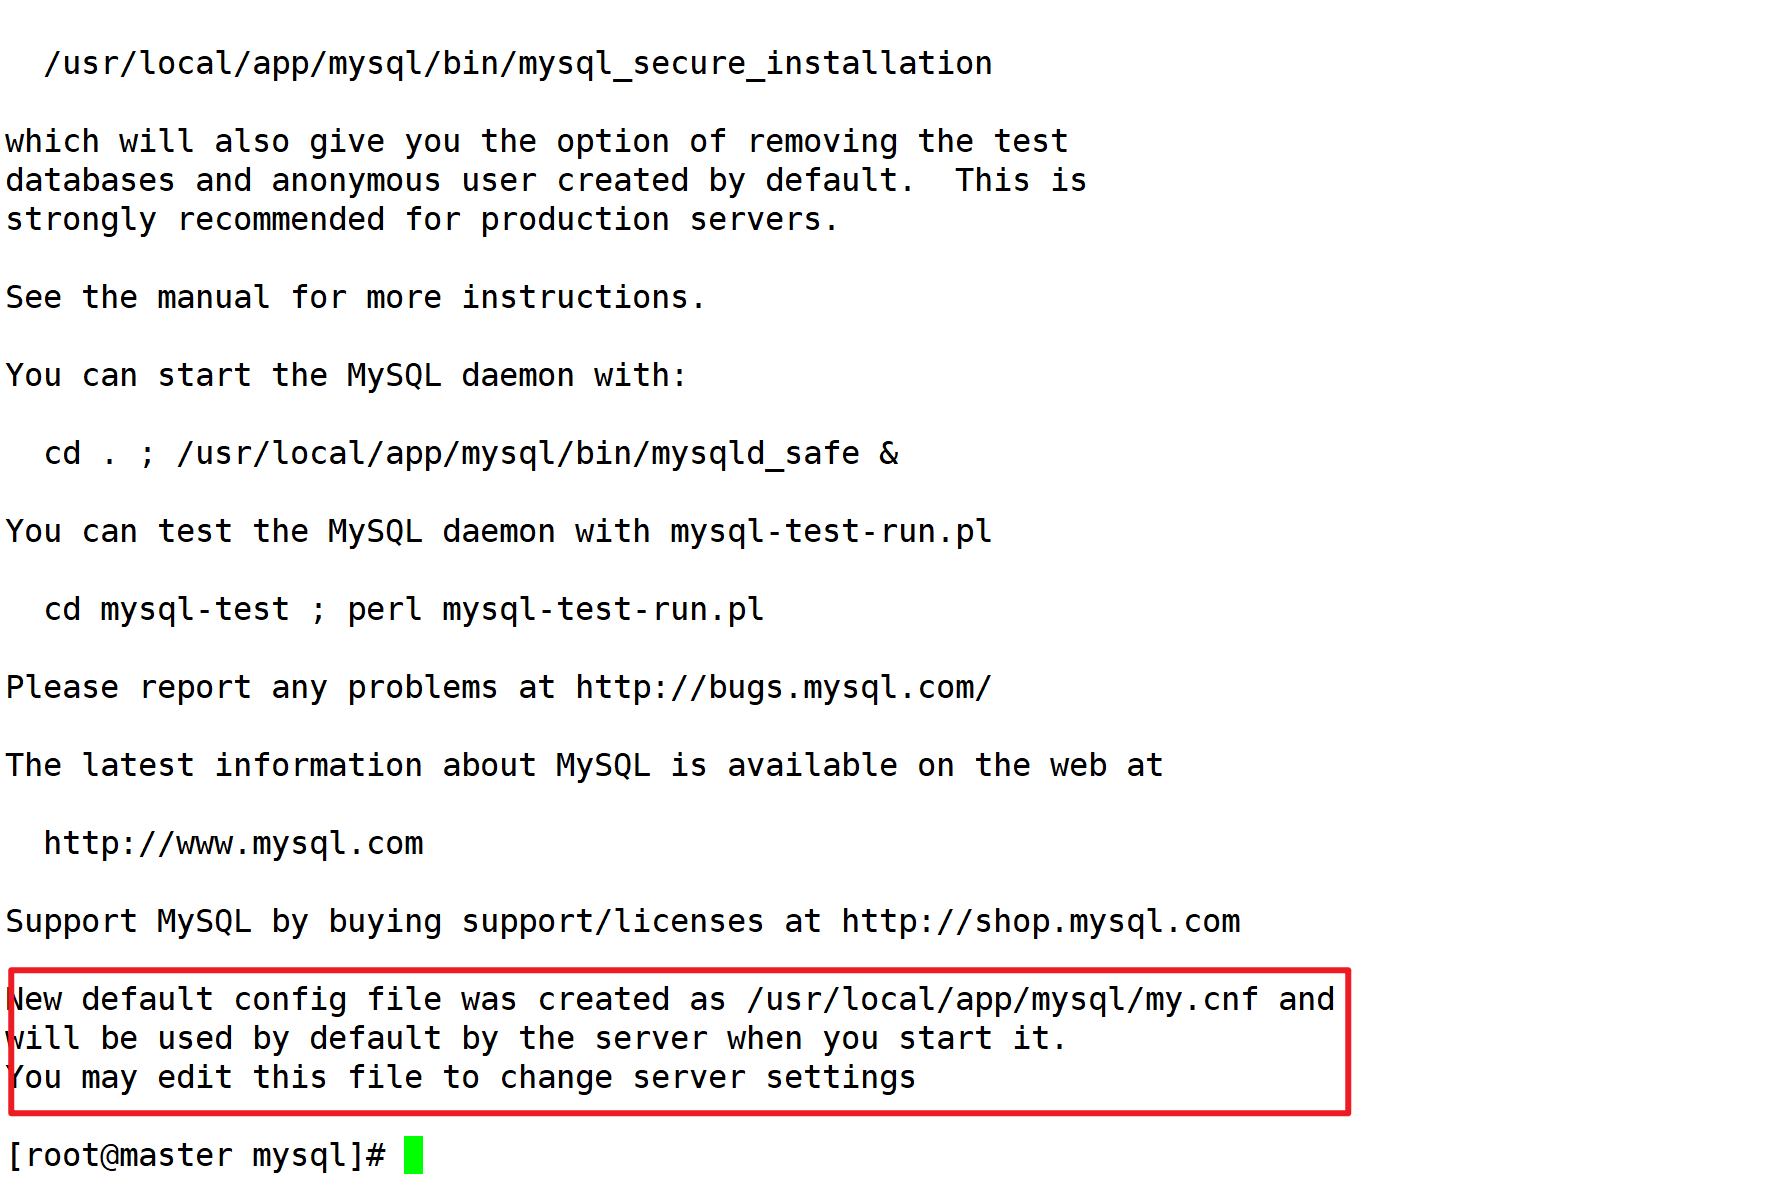 /usr/local/app/mysql/bin/mysql_secure_installation
which will also give you the option of removing the test
databases and anonymous user created by default.  This is
strongly recommended for production servers.
See the manual for more instructions.
You can start the MySQL daemon with:
cd . ; /usr/local/app/mysql/bin/mysqld_safe &
You can test the MySQL daemon with mysql-test-run.pl
cd mysql-test ; perl mysql-test-run.pl
Please report any problems at http://bugs.mysql.com/
The latest information about MySQL is available on the web at
http://www.mysql.com
Support MySQL by buying support/licenses at http://shop.mysql.com
New default config file was created as /usr/local/app/mysql/my.cnf and
will be used by default by the server when you start it.
You may edit this file to change server settings
[root@master mysql]#